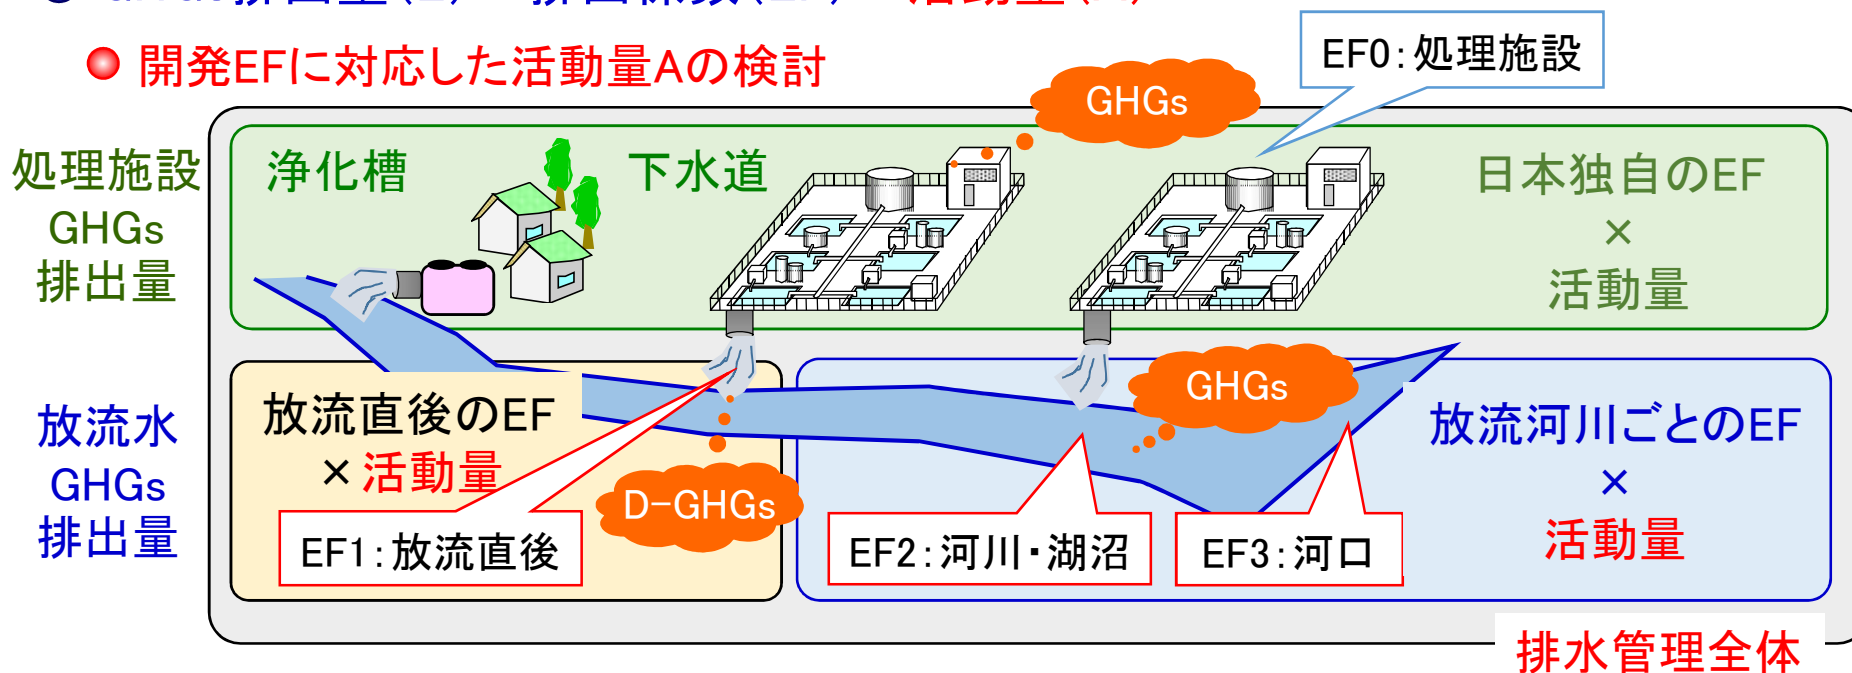 開発EFに対応した活動量Aの検討
EF0:処理施設
GHGs
処理施設
GHGs
排出量
浄化槽
下水道
日本独自のEF
×
活動量
放流水
GHGs
排出量
放流直後のEF
×活動量
D-GHGs
EF1:放流直後
GHGs
EF2:河川・湖沼
EF3:河口
放流河川ごとのEF
×
活動量
排水管理全体